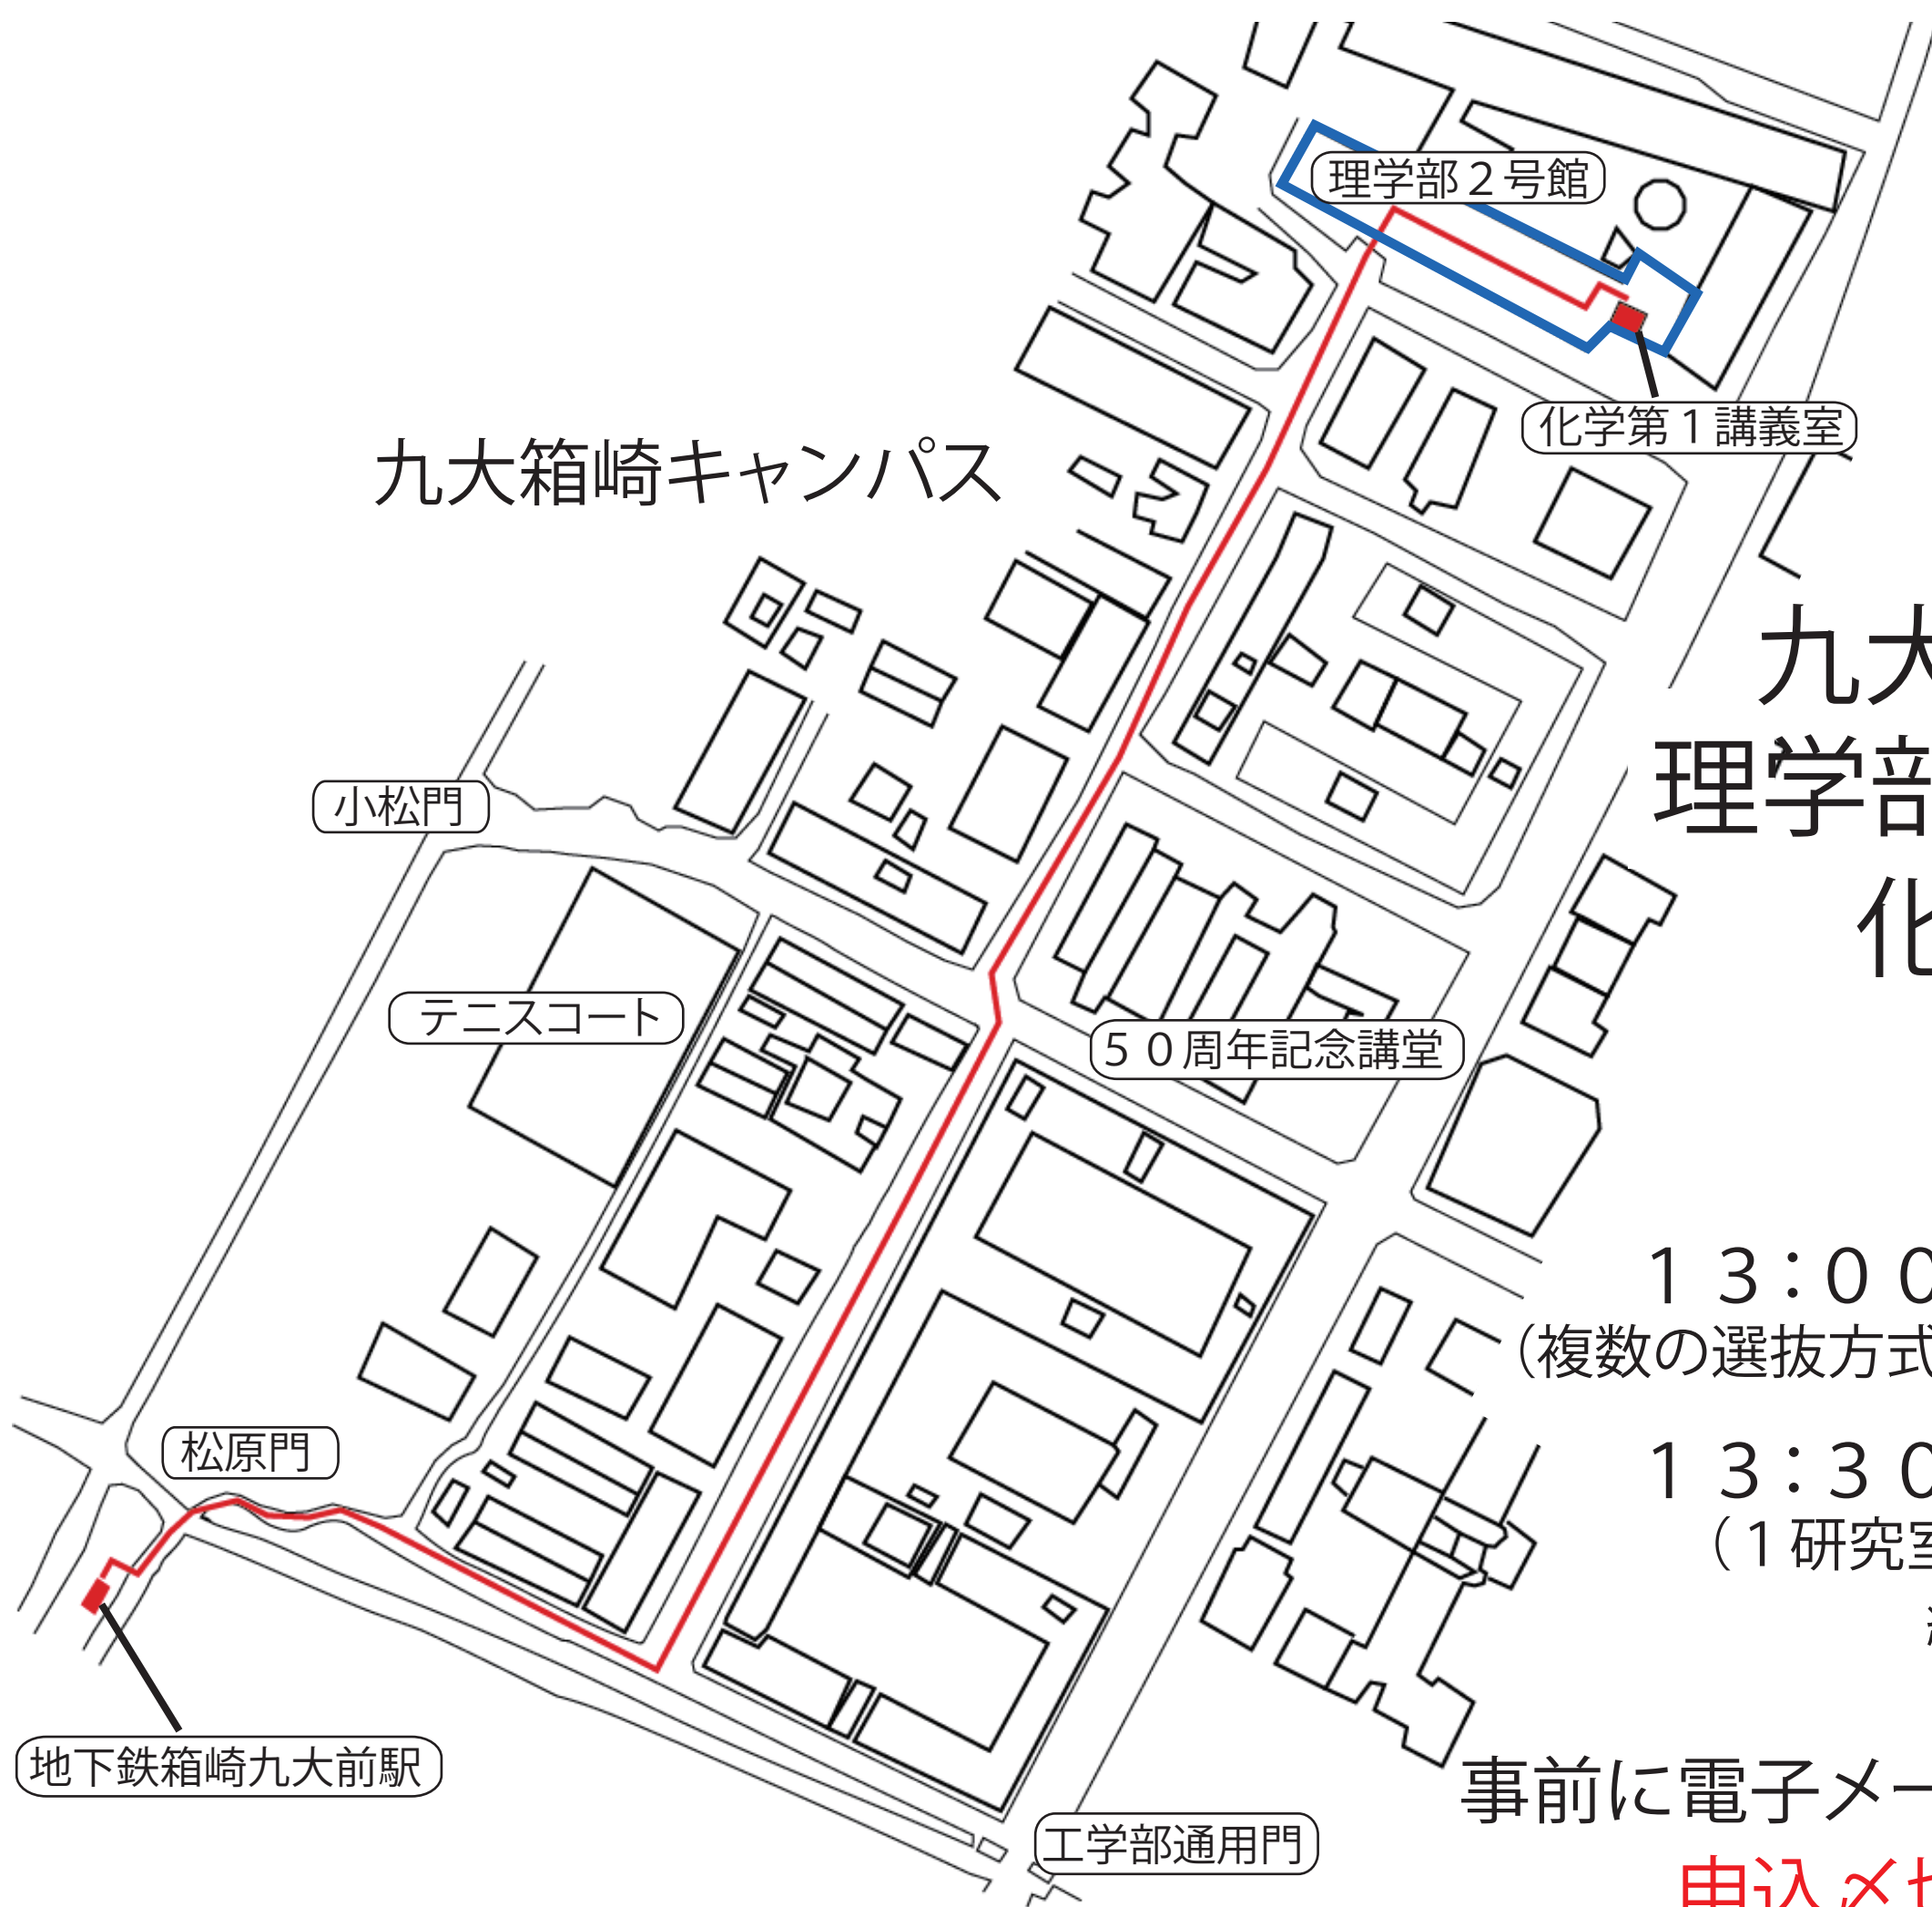 理学部２号館
化学第１講義室
九大箱崎キャンパス
九大
理学部
化
小松門
テニスコート
５０周年記念講堂
１３：００
（複数の選抜方式
１３：３０
（１研究室
松原門
地下鉄箱崎九大前駅
事前に電子メー
工学部通用門
申込〆